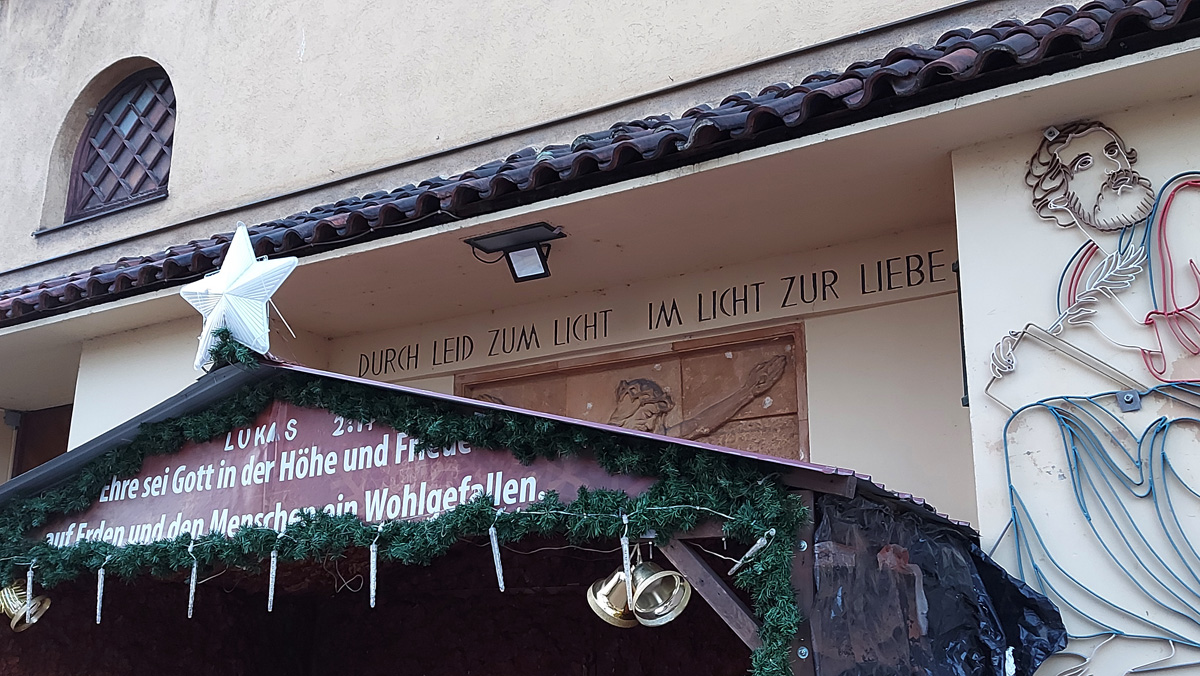 DURCH LEID ZUM LICHT IM LICHT ZUR LIEBE
LUKAS
Ehre sei Gott in der Höhe und Friede
auf Erden und den Menschen ein Wohlgefallen.